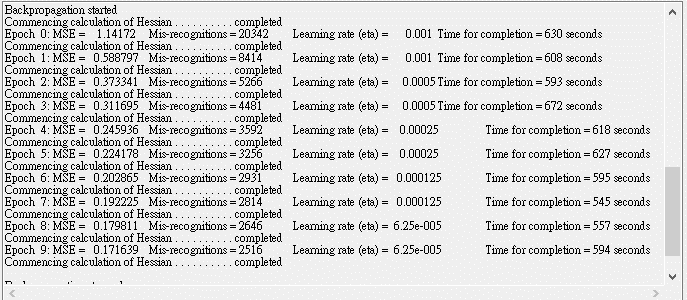 Backpropagation started
Commencing calculation of Hessian . . . . . . . . . . completed
Epoch 0: MSE = 1.14172 Mis-recognitions = 20342 Learning rate (eta) = 0.001 Time for completion = 630 seconds
Commencing calculation of Hessian . . . . . . . . . . completed
Epoch 1: MSE = 0.588797 Mis-recognitions = 8414 Learning rate (eta) = 0.001 Time for completion = 608 seconds
Commencing calculation of Hessian . . . . . . . . . . completed
Epoch 2: MSE = 0.373341 Mis-recognitions = 5266 Learning rate (eta) = 0.0005 Time for completion = 593 seconds
Commencing calculation of Hessian . . . . . . . . . . completed
Epoch 3: MSE = 0.311695 Mis-recognitions = 4481 Learning rate (eta) = 0.0005 Time for completion = 672 seconds
Commencing calculation of Hessian . . . . . . . . . . completed
Epoch 4: MSE = 0.245936 Mis-recognitions = 3592 Learning rate (eta) = 0.00025 Time for completion = 618 seconds
Commencing calculation of Hessian . . . . . . . . . . completed
Epoch 5: MSE = 0.224178 Mis-recognitions = 3256 Learning rate (eta) = 0.00025 Time for completion = 627 seconds
Commencing calculation of Hessian . . . . . . . . . . completed
Epoch 6: MSE = 0.202865 Mis-recognitions = 2931 Learning rate (eta) = 0.000125 Time for completion = 595 seconds
Commencing calculation of Hessian . . . . . . . . . . completed
Epoch 7: MSE = 0.192225 Mis-recognitions = 2814 Learning rate (eta) = 0.000125 Time for completion = 545 seconds
Commencing calculation of Hessian . . . . . . . . . . completed
Epoch 8: MSE = 0.179811 Mis-recognitions = 2646 Learning rate (eta) = 6.25e-005 Time for completion = 557 seconds
Commencing calculation of Hessian . . . . . . . . . . completed
Epoch 9: MSE = 0.171639 Mis-recognitions = 2516 Learning rate (eta) = 6.25e-005 Time for completion = 594 seconds
Commencing calculation of Hessian . . . . . . . . . . completed